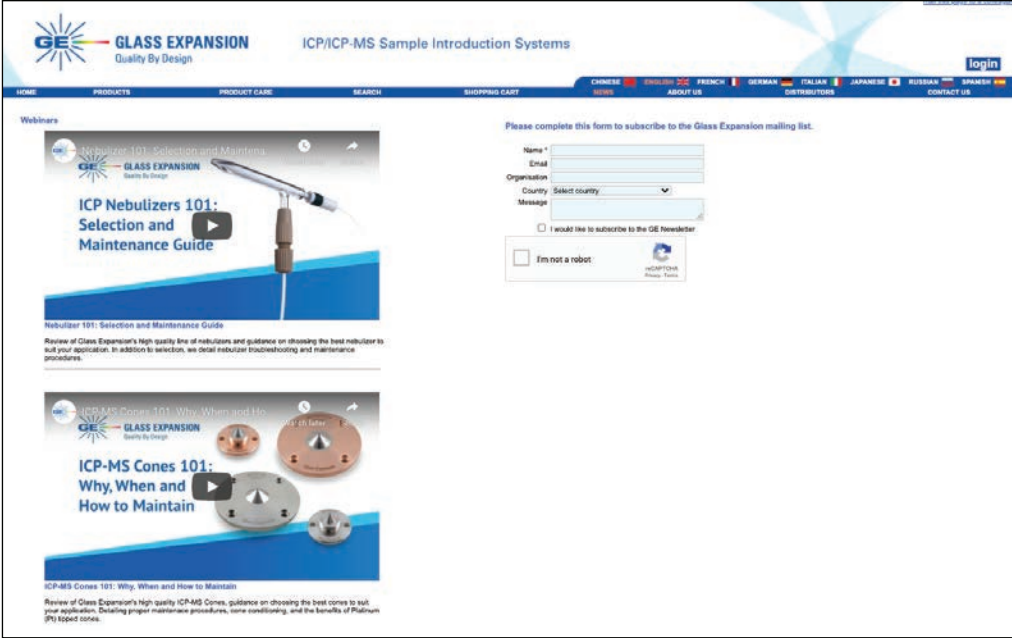 GE GLASS EXPANSION
Quality By Design
ICP/ICP-MS Sample Introduction Systems
login
CHINESE ENGLISH FRENCH GERMAN ITALIAN JAPANESE RUSSIAN SPANISH
HOME PRODUCTS PRODUCT CARE SEARCH SHOPPING CART NEWS ABOUT US DISTRIBUTORS CONTACT US
Webinars
Nebulizer 101: Selection and Maintena
GE GLASS EXPANSION
Quality By Design
ICP Nebulizers 101:
Selection and
Maintenance Guide
Nebulizer 101: Selection and Maintenance Guide
Review of Glass Expansion's high quality line of nebulizers and guidance on choosing the best nebulizer to
suit your application. In addition to selection, we detail nebulizer troubleshooting and maintenance
procedures.
ICP-MS Cones 101: Why, When and Ho
GE GLASS EXPANSION
Quality By Design
ICP-MS Cones 101:
Why, When and
How to Maintain
ICP-MS Cones 101: Why, When and How to Maintain
Review of Glass Expansion's high quality ICP-MS Cones, guidance on choosing the best cones to suit
your application. Detailing proper maintenace procedures, cone conditioning, and the benefits of Platinum
(Pt) tipped cones.
Please complete this form to subscribe to the Glass Expansion mailing list.
Name *
Email
Organisation
Country Select country
Message
I would like to subscribe to the GE Newsletter
I'm not a robot
reCAPTCHA
Privacy - Terms